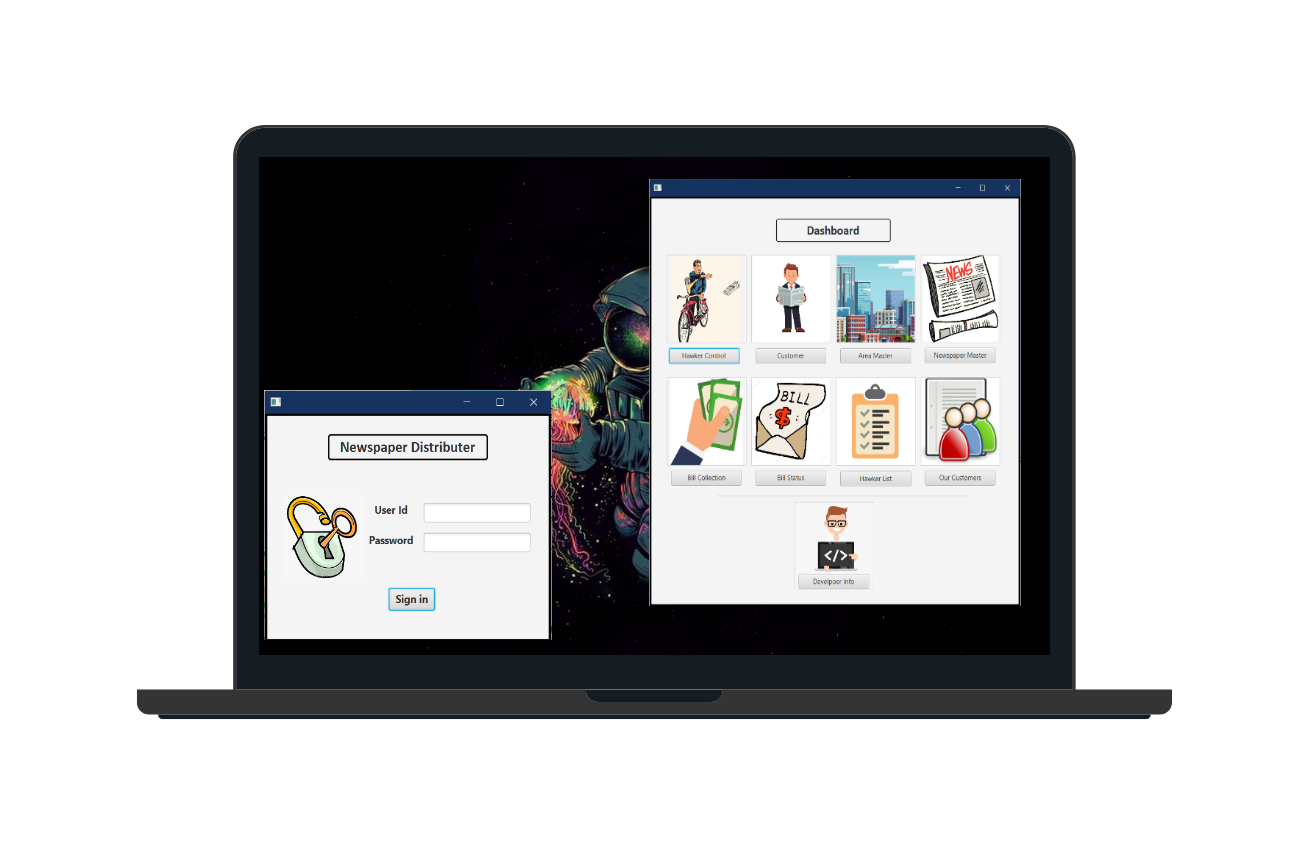 Newspaper Distributer
User Id
Password
Sign in
Dashboard
NEWS
Hawker Control
Customer
Area Master
Newspaper Master
BILL
$
Bill Collection
Bill Status
Hawker List
Our Customers
</>
Develpoer Info